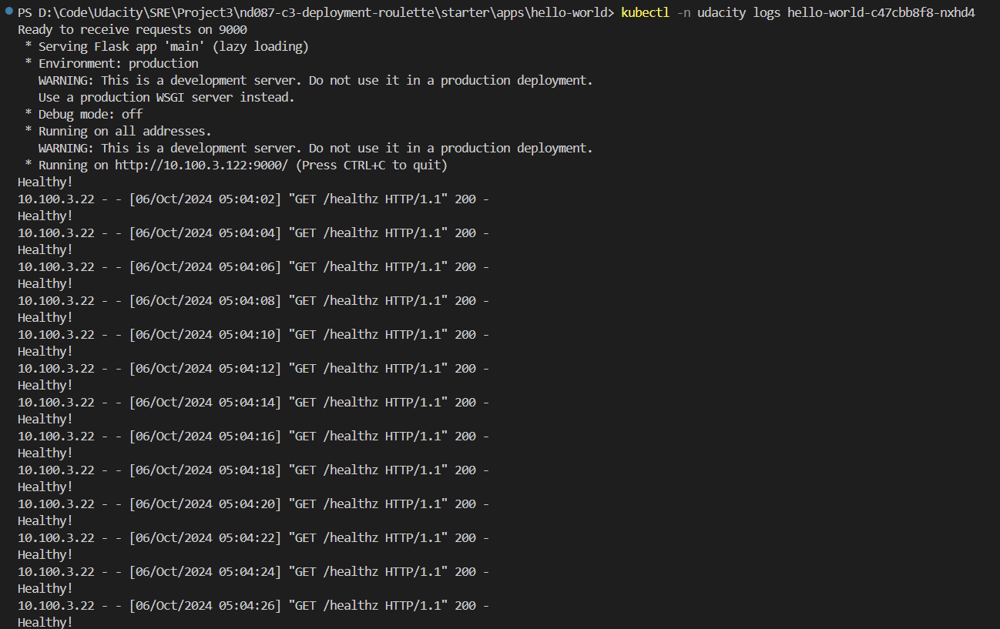 PS D:\Code\Udacity\SRE\Project3\nd087-c3-deployment-roulette\starter\apps\hello-world> kubectl -n udacity logs hello-world-c47cbb8f8-nxhd4
Ready to receive requests on 9000
 * Serving Flask app 'main' (lazy loading)
 * Environment: production
   WARNING: This is a development server. Do not use it in a production deployment.
   Use a production WSGI server instead.
 * Debug mode: off
 * Running on all addresses.
   WARNING: This is a development server. Do not use it in a production deployment.
 * Running on http://10.100.3.122:9000/ (Press CTRL+C to quit)
Healthy!
10.100.3.22 - - [06/Oct/2024 05:04:02] "GET /healthz HTTP/1.1" 200 -
Healthy!
10.100.3.22 - - [06/Oct/2024 05:04:04] "GET /healthz HTTP/1.1" 200 -
Healthy!
10.100.3.22 - - [06/Oct/2024 05:04:06] "GET /healthz HTTP/1.1" 200 -
Healthy!
10.100.3.22 - - [06/Oct/2024 05:04:08] "GET /healthz HTTP/1.1" 200 -
Healthy!
10.100.3.22 - - [06/Oct/2024 05:04:10] "GET /healthz HTTP/1.1" 200 -
Healthy!
10.100.3.22 - - [06/Oct/2024 05:04:12] "GET /healthz HTTP/1.1" 200 -
Healthy!
10.100.3.22 - - [06/Oct/2024 05:04:14] "GET /healthz HTTP/1.1" 200 -
Healthy!
10.100.3.22 - - [06/Oct/2024 05:04:16] "GET /healthz HTTP/1.1" 200 -
Healthy!
10.100.3.22 - - [06/Oct/2024 05:04:18] "GET /healthz HTTP/1.1" 200 -
Healthy!
10.100.3.22 - - [06/Oct/2024 05:04:20] "GET /healthz HTTP/1.1" 200 -
Healthy!
10.100.3.22 - - [06/Oct/2024 05:04:22] "GET /healthz HTTP/1.1" 200 -
Healthy!
10.100.3.22 - - [06/Oct/2024 05:04:24] "GET /healthz HTTP/1.1" 200 -
Healthy!
10.100.3.22 - - [06/Oct/2024 05:04:26] "GET /healthz HTTP/1.1" 200 -
Healthy!